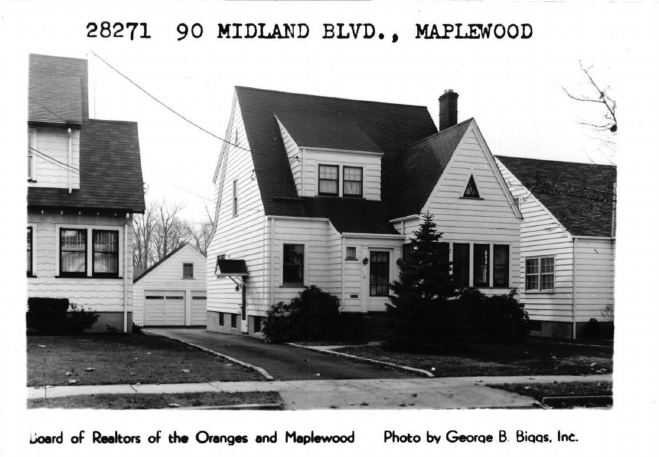 28271 90 MIDLAND BLVD., MAPLEWOOD
Board of Realtors of the Oranges and Maplewood Photo by George B. Biggs, Inc.